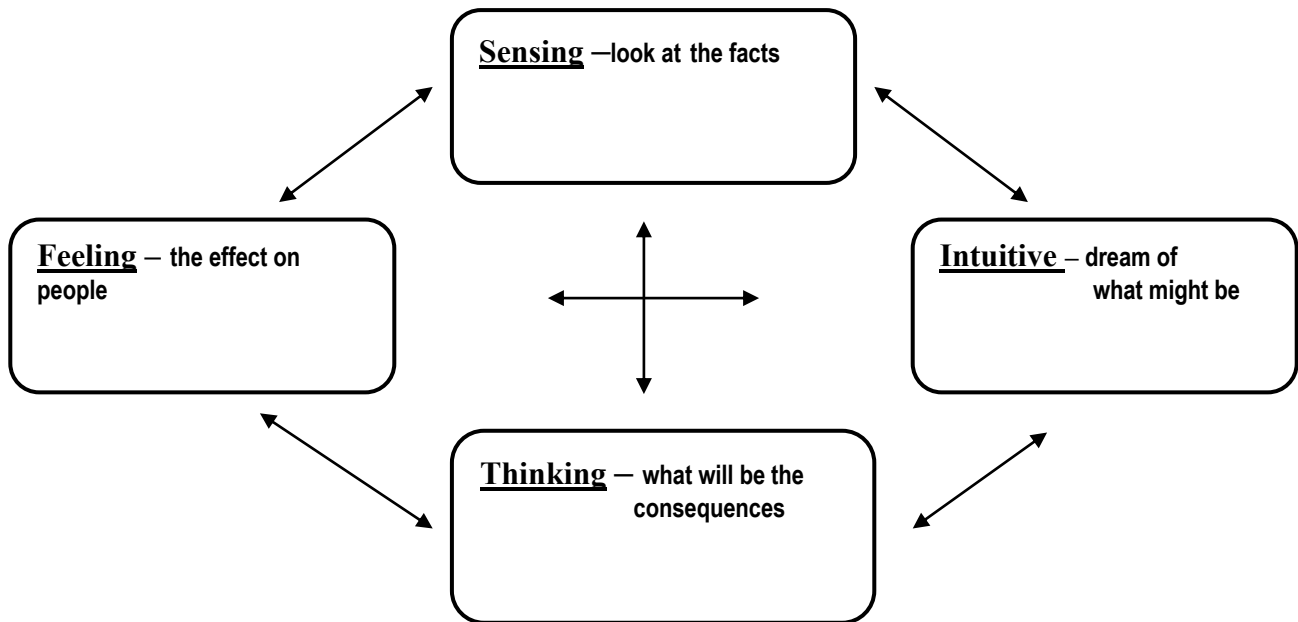 Sensing —look at the facts
Feeling – the effect on
people
Intuitive – dream of
what might be
Thinking – what will be the
consequences